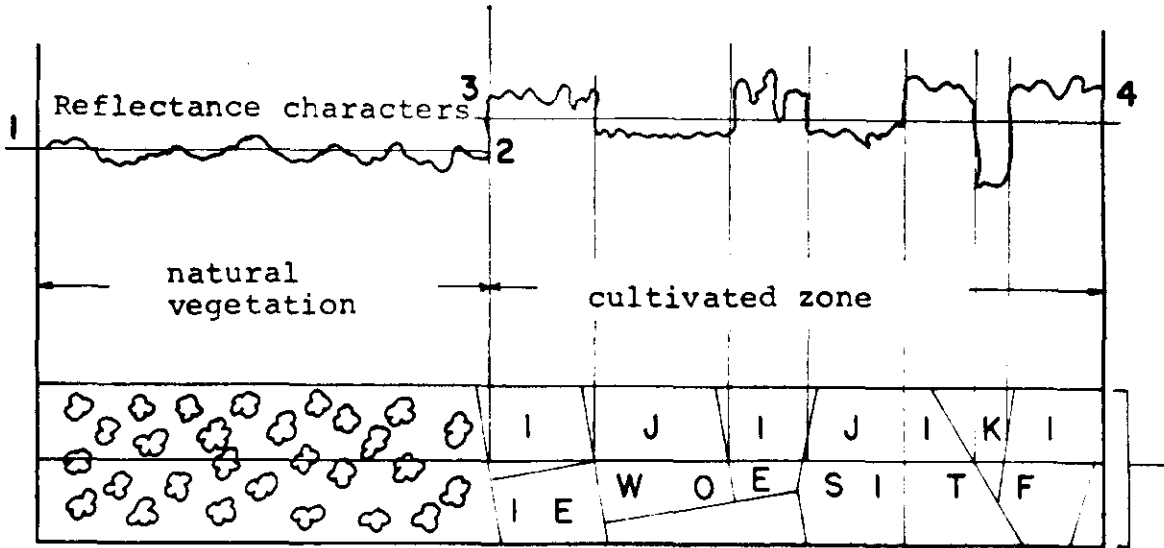 3
4
Reflectance characters
1
2
natural
vegetation
cultivated zone
I J I J I K I
W O E S I T F
I E